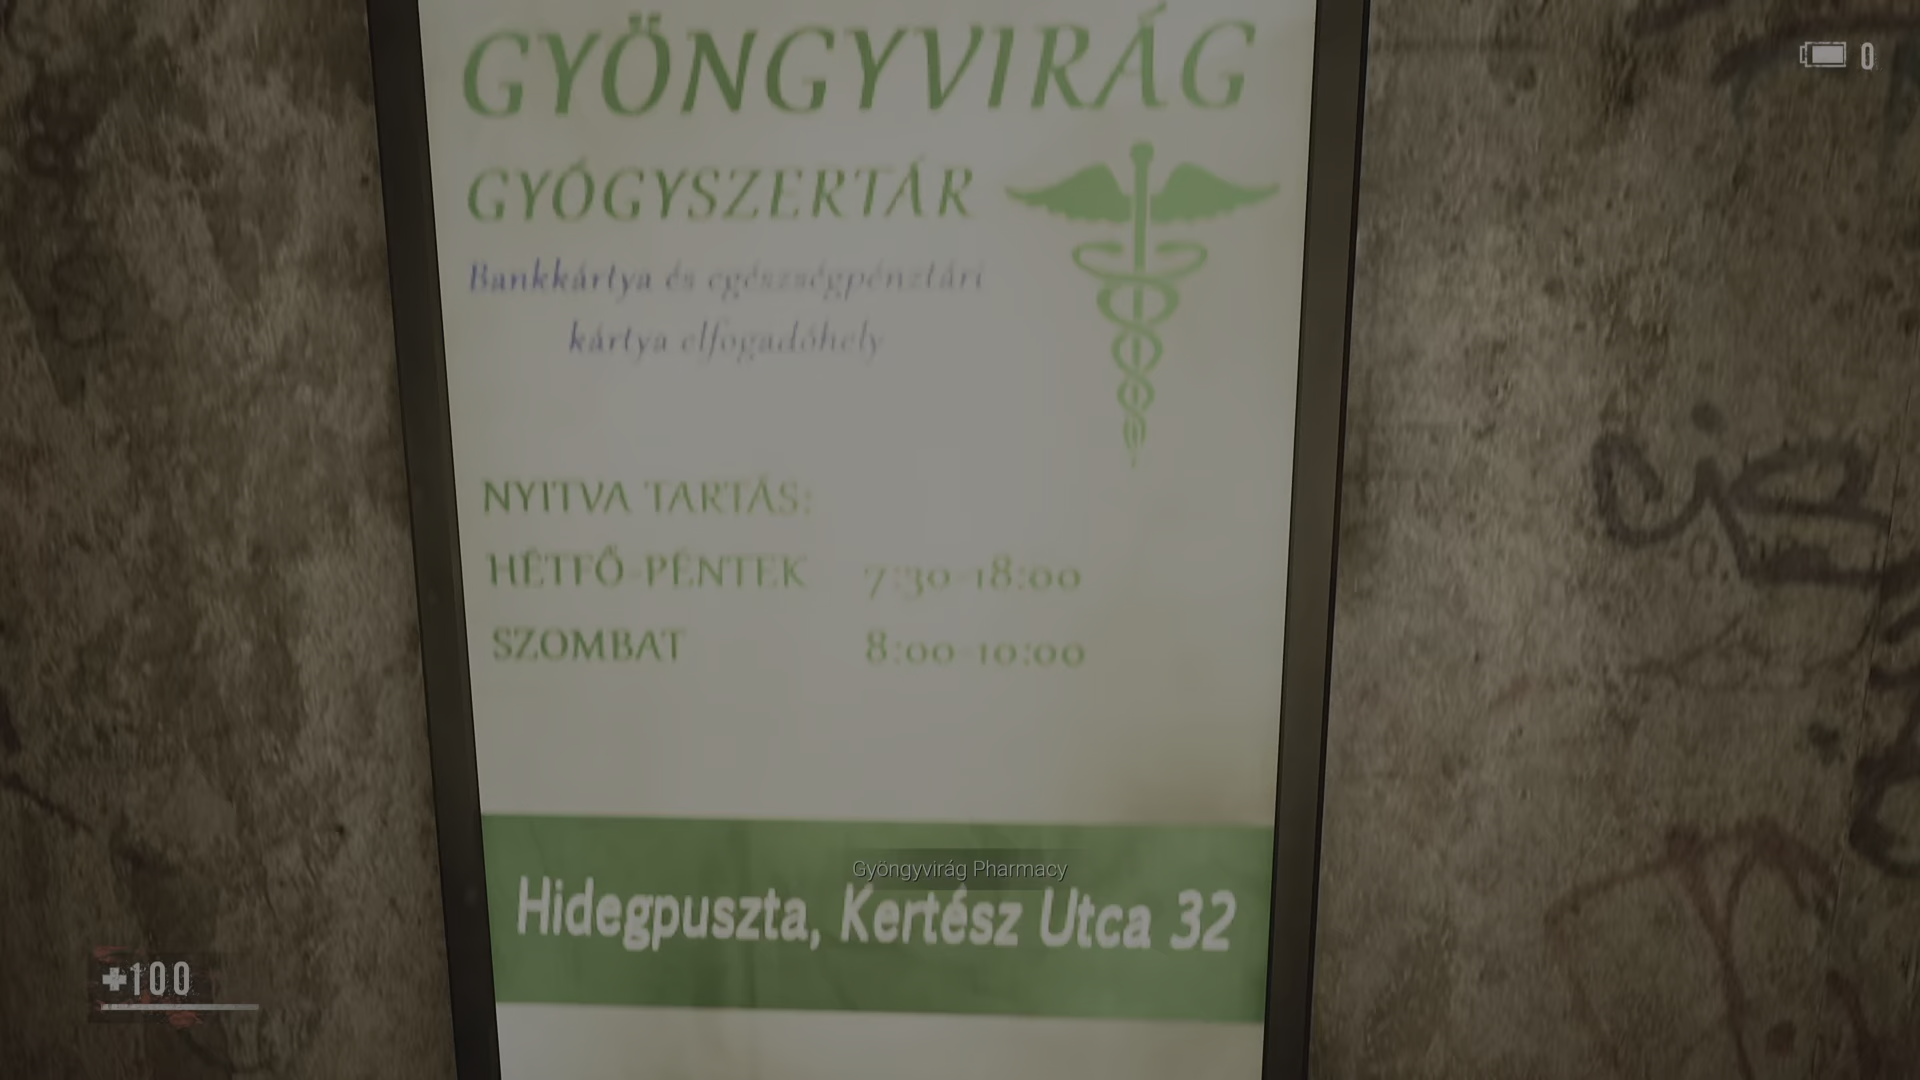 GYÖNGYVIRÁG
GYÓGYSZERTÁR
Bankkártya és egészségpénztári
kártya elfogadóhely
NYITVA TARTÁS:
HÉTFŐ-PÉNTEK 7:30-18:00
SZOMBAT 8:00-10:00
Gyöngyvirág Pharmacy
Hidegpuszta, Kertész Utca 32
0
+100